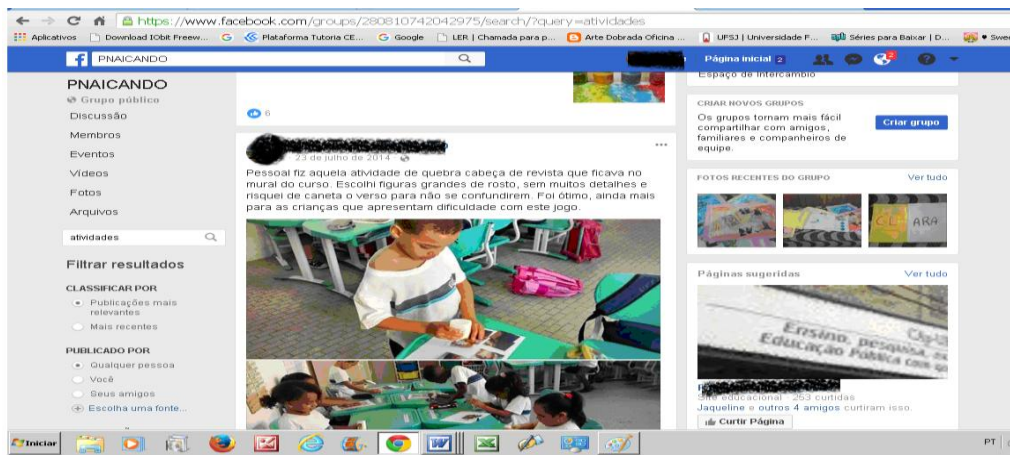 https://www.facebook.com/groups/280810742042975/search/?query=atividades
Aplicativos Download IObit Freew... Plataforma Tutoria CE... Google LER | Chamada para p... Arte Dobrada Oficina ... UFSJ | Universidade F... Séries para Baixar | D...
PNAICANDO
Página inicial 2
2
PNAICANDO
Grupo público
Discussão
Membros
Eventos
Vídeos
Fotos
Arquivos
atividades
Filtrar resultados
CLASSIFICAR POR
Publicações mais
relevantes
Mais recentes
PUBLICADO POR
Qualquer pessoa
Você
Seus amigos
Escolha uma fonte...
6
23 de julho de 2014
Pessoal fiz aquela atividade de quebra cabeça de revista que ficava no
mural do curso. Escolhi figuras grandes de rosto, sem muitos detalhes e
risquei de caneta o verso para não se confundirem. Foi ótimo, ainda mais
para as crianças que apresentam dificuldade com este jogo.
Espaço de Intercâmbio
CRIAR NOVOS GRUPOS
Os grupos tornam mais fácil
compartilhar com amigos,
familiares e companheiros de
equipe.
Criar grupo
FOTOS RECENTES DO GRUPO
Ver tudo
ARA
Páginas sugeridas
Ver tudo
Ensino, pesquisa,
Educação Pública com
Site educacional · 253 curtidas
Jaqueline e outros 4 amigos curtiram isso.
Curtir Página
Iniciar
PT